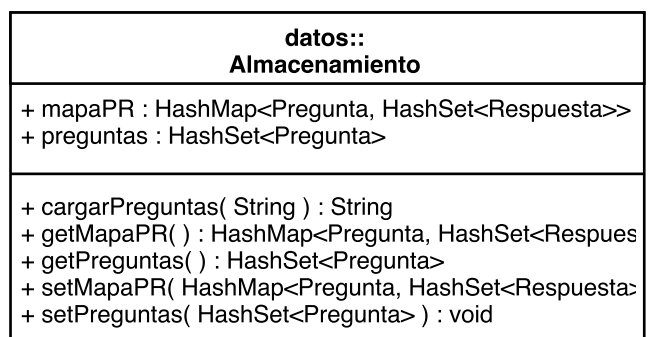 datos::
Almacenamiento
+ mapaPR : HashMap<Pregunta, HashSet<Respuesta>>
+ preguntas : HashSet<Pregunta>
+ cargarPreguntas( String ) : String
+ getMapaPR( ) : HashMap<Pregunta, HashSet<Respues
+ getPreguntas( ) : HashSet<Pregunta>
+ setMapaPR( HashMap<Pregunta, HashSet<Respuesta>
+ setPreguntas( HashSet<Pregunta> ) : void